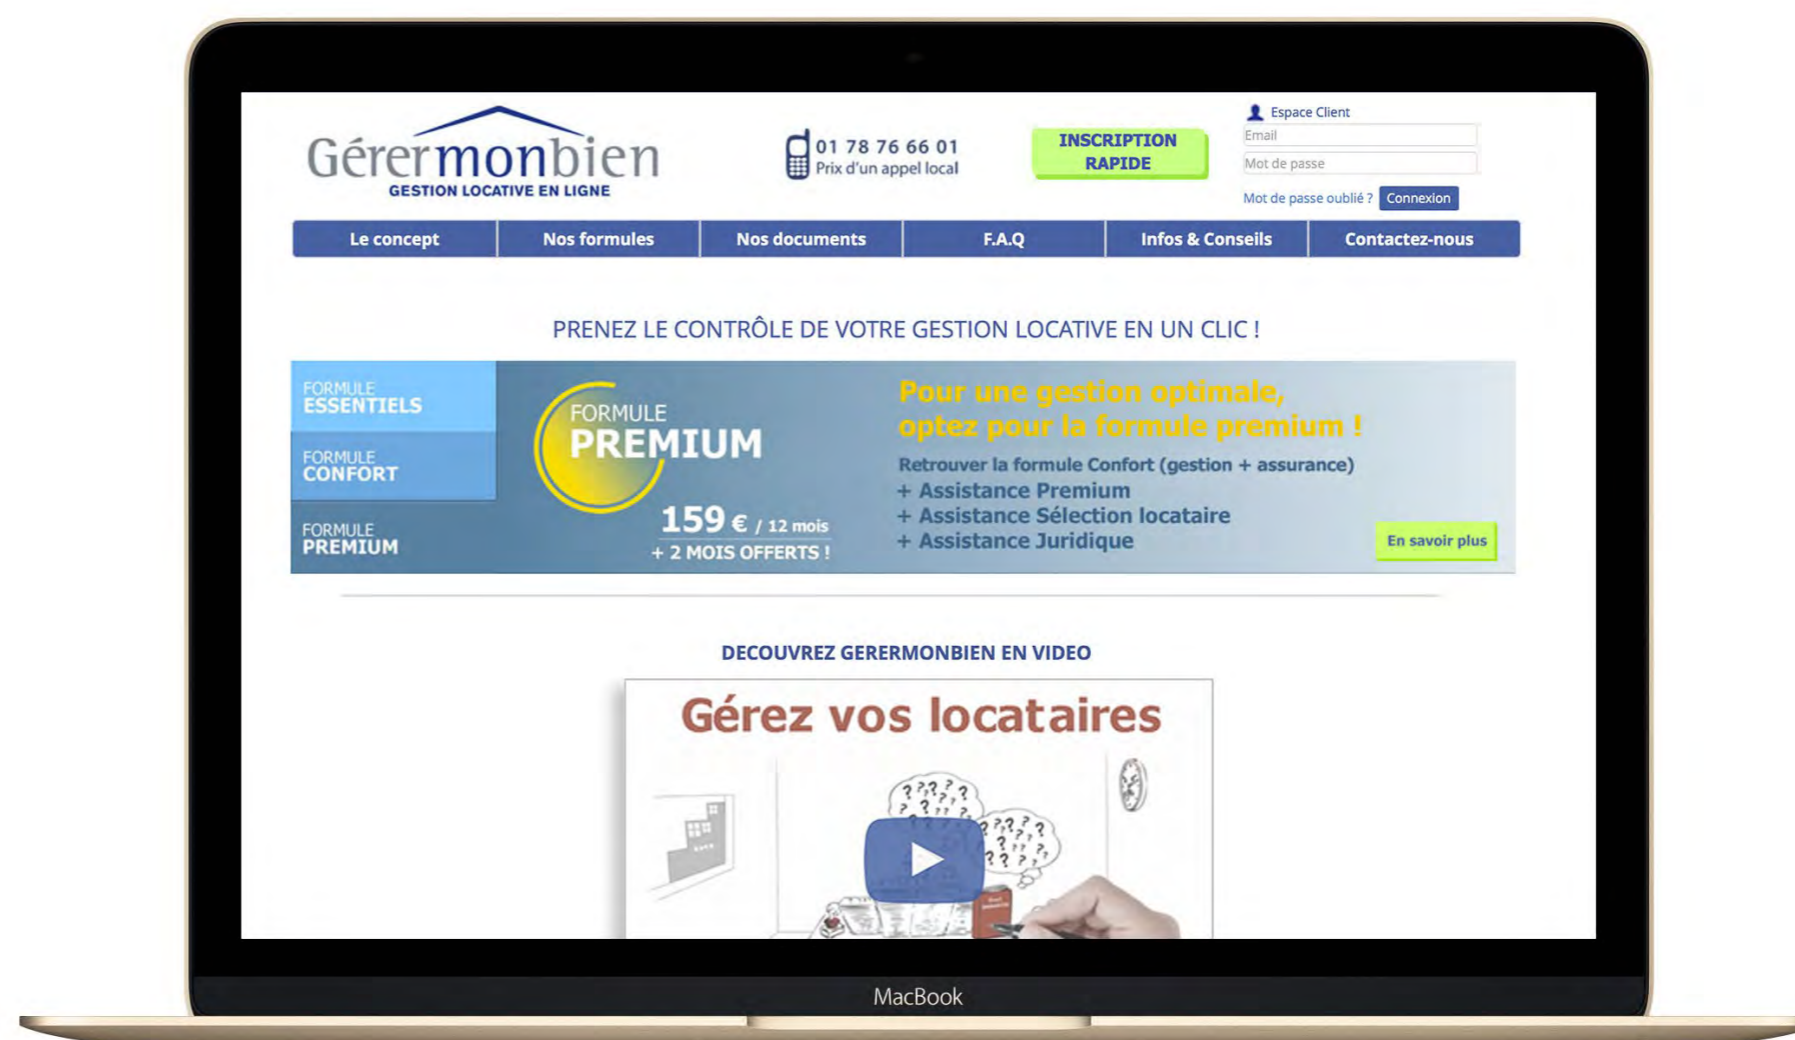 Gérermonbien
GESTION LOCATIVE EN LIGNE
01 78 76 66 01
Prix d'un appel local
INSCRIPTION
RAPIDE
Espace Client
Email
Mot de passe
Mot de passe oublié ? Connexion
Le concept Nos formules Nos documents F.A.Q Infos & Conseils Contactez-nous
PRENEZ LE CONTRÔLE DE VOTRE GESTION LOCATIVE EN UN CLIC !
FORMULE
ESSENTIELS
FORMULE
CONFORT
FORMULE
PREMIUM
FORMULE
PREMIUM
159 € / 12 mois
+ 2 MOIS OFFERTS !
Pour une gestion optimale,
optez pour la formule premium !
Retrouver la formule Confort (gestion + assurance)
+ Assistance Premium
+ Assistance Sélection locataire
+ Assistance Juridique
En savoir plus
DECOUVREZ GERERMONBIEN EN VIDEO
Gérez vos locataires
MacBook